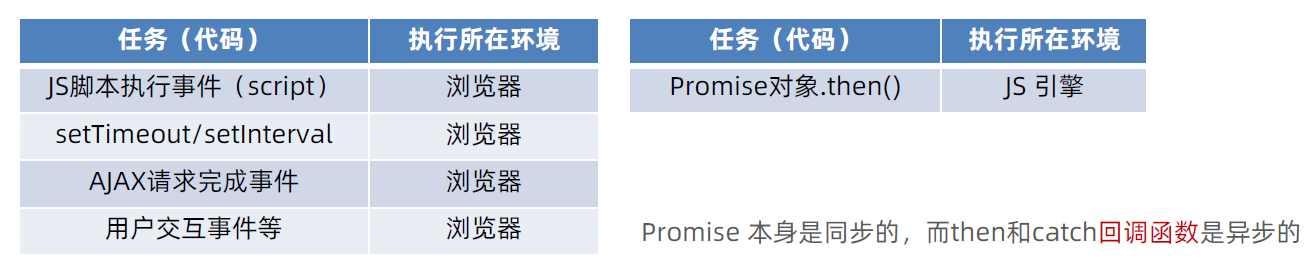 任务（代码） 执行所在环境
JS脚本执行事件（script） 浏览器
setTimeout/setInterval 浏览器
AJAX请求完成事件 浏览器
用户交互事件等 浏览器
任务（代码） 执行所在环境
Promise对象.then() JS 引擎
Promise 本身是同步的，而then和catch回调函数是异步的